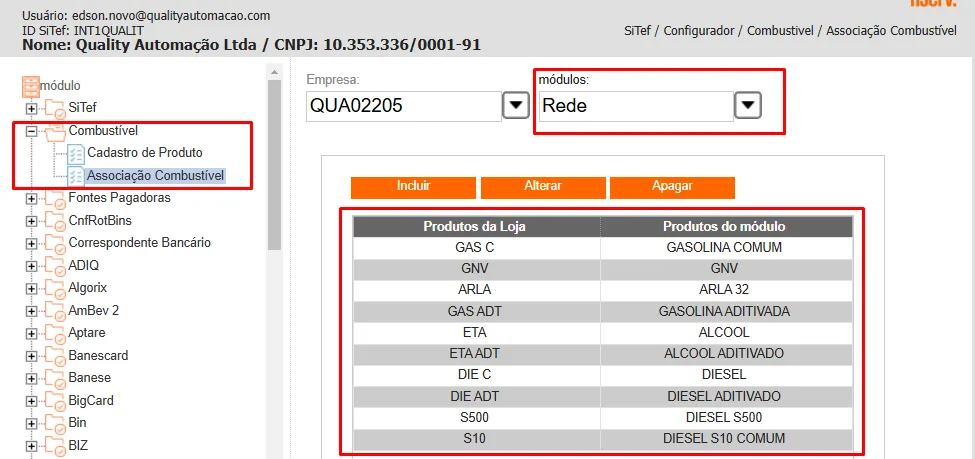 nserv.
Usuário: edson.novo@qualityautomacao.com
ID SiTef: INT1QUALIT
Nome: Quality Automação Ltda / CNPJ: 10.353.336/0001-91
SiTef / Configurador / Combustivel / Associação Combustível
módulo
SiTef
Combustível
Cadastro de Produto
Associação Combustível
Fontes Pagadoras
CnfRotBins
Correspondente Bancário
ADIQ
Algorix
AmBev 2
Aptare
Banescard
Banese
BigCard
Bin
BIZ
Empresa:
módulos:
QUA02205
Rede
Incluir Alterar Apagar
Produtos da Loja Produtos do módulo
GAS C GASOLINA COMUM
GNV GNV
ARLA ARLA 32
GAS ADT GASOLINA ADITIVADA
ETA ALCOOL
ETA ADT ALCOOL ADITIVADO
DIE C DIESEL
DIE ADT DIESEL ADITIVADO
S500 DIESEL S500
S10 DIESEL S10 COMUM